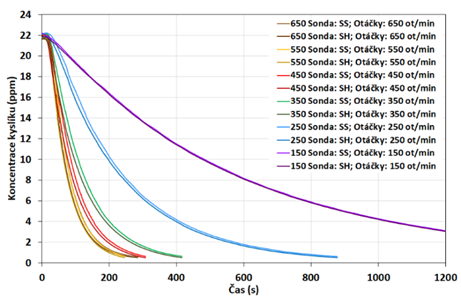 24
22
20
18
16
14
12
10
8
6
4
2
0
Koncentrace kyslíku (ppm)
650 Sonda: SS; Otáčky: 650 ot/min
650 Sonda: SH; Otáčky: 650 ot/min
550 Sonda: SS; Otáčky: 550 ot/min
550 Sonda: SH; Otáčky: 550 ot/min
450 Sonda: SS; Otáčky: 450 ot/min
450 Sonda: SH; Otáčky: 450 ot/min
350 Sonda: SS; Otáčky: 350 ot/min
350 Sonda: SH; Otáčky: 350 ot/min
250 Sonda: SS; Otáčky: 250 ot/min
250 Sonda: SH; Otáčky: 250 ot/min
150 Sonda: SS; Otáčky: 150 ot/min
150 Sonda: SH; Otáčky: 150 ot/min
0 200 400 600 800 1000 1200
Čas (s)